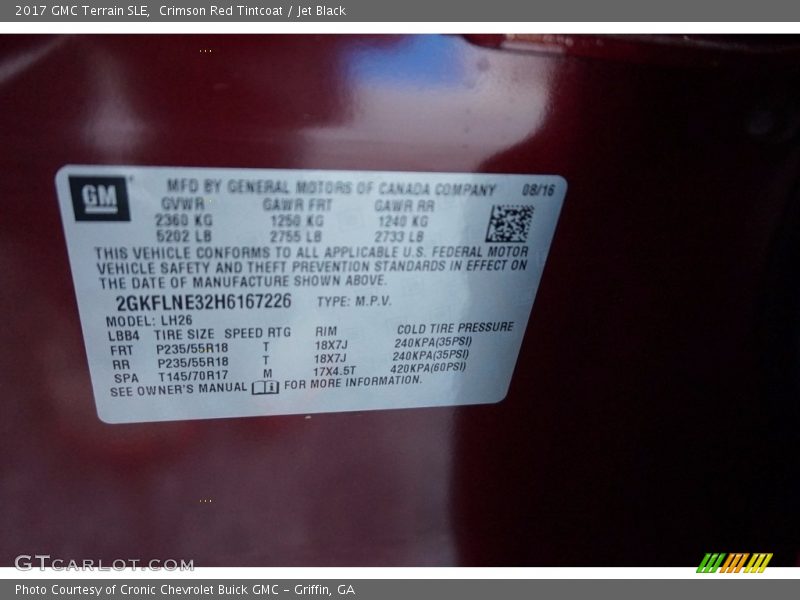 2017 GMC Terrain SLE,  Crimson Red Tintcoat / Jet Black
GM
MFD BY GENERAL MOTORS OF CANADA COMPANY 08/16
GVWR GAWR FRT GAWR RR
2360 KG 1250 KG 1240 KG
5202 LB 2755 LB 2733 LB
THIS VEHICLE CONFORMS TO ALL APPLICABLE U.S. FEDERAL MOTOR
VEHICLE SAFETY AND THEFT PREVENTION STANDARDS IN EFFECT ON
THE DATE OF MANUFACTURE SHOWN ABOVE.
2GKFLNE32H6167226 TYPE: M.P.V.
MODEL: LH26
LBB4 TIRE SIZE SPEED RTG RIM COLD TIRE PRESSURE
FRT P235/55R18 T 18X7J 240KPA(35PSI)
RR P235/55R18 T 18X7J 240KPA(35PSI)
SPA T145/70R17 M 17X4.5T 420KPA(60PSI)
SEE OWNER'S MANUAL FOR MORE INFORMATION.
GTCARLOT.COM
Photo Courtesy of Cronic Chevrolet Buick GMC - Griffin, GA